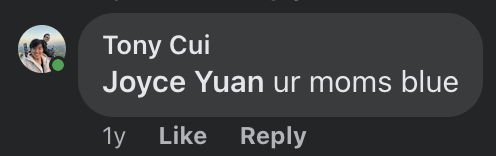 Tony Cui
Joyce Yuan ur moms blue
1y Like Reply